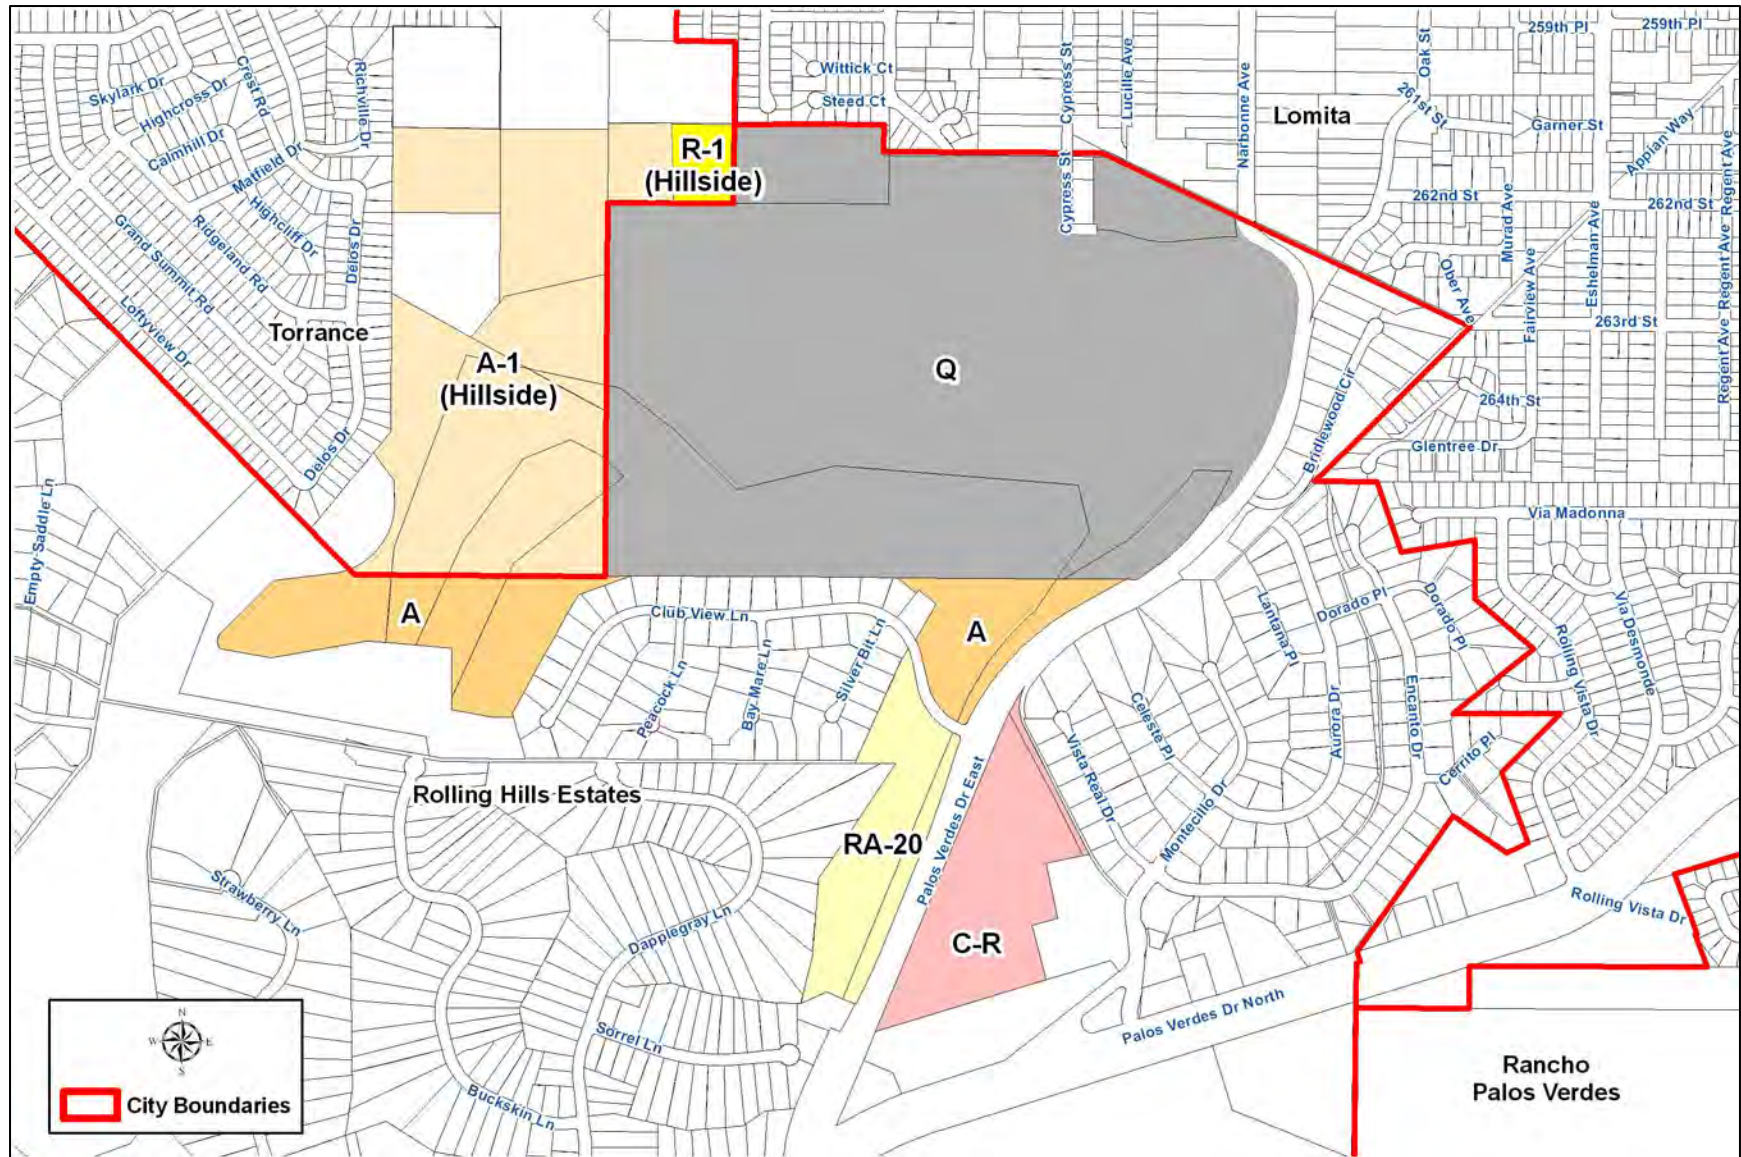 259th Pl
259th Pl
Skylark Dr
Highcross Dr
Crest Rd
Richville Dr
Calmhill Dr
Matfield Dr
Highcliff Dr
Ridgeland Rd
Grand Summit Rd
Delos Dr
Loftyview Dr
Delos Dr
Torrance
Wittick Ct
Steed Ct
Cypress St
Cypress St
Lucille Ave
Narbonne Ave
Lomita
Oak St
261st St
Garner St
Appian Way
Regent Ave
Regent Ave
Regent Ave
262nd St
262nd St
Murad Ave
Ober Ave
Fairview Ave
Eshelman Ave
263rd St
264th St
Glentree Dr
Bridlewood Cir
R-1
(Hillside)
A-1
(Hillside)
Q
Empty Saddle Ln
A
Club View Ln
Peacock Ln
Bay Mare Ln
Silver Bit Ln
A
Via Madonna
Via Desmonde
Rolling Vista Dr
Dorado Pl
Dorado Pl
Lantana Pl
Encanto Dr
Aurora Dr
Celeste Pl
Cerrito Pl
Vista Real Dr
Montecillo Dr
Palos Verdes Dr East
Rolling Hills Estates
RA-20
C-R
Strawberry Ln
Dapplegray Ln
Sorrel Ln
Buckskin Ln
Palos Verdes Dr North
Rolling Vista Dr
Rancho
Palos Verdes
N
W E
S
City Boundaries